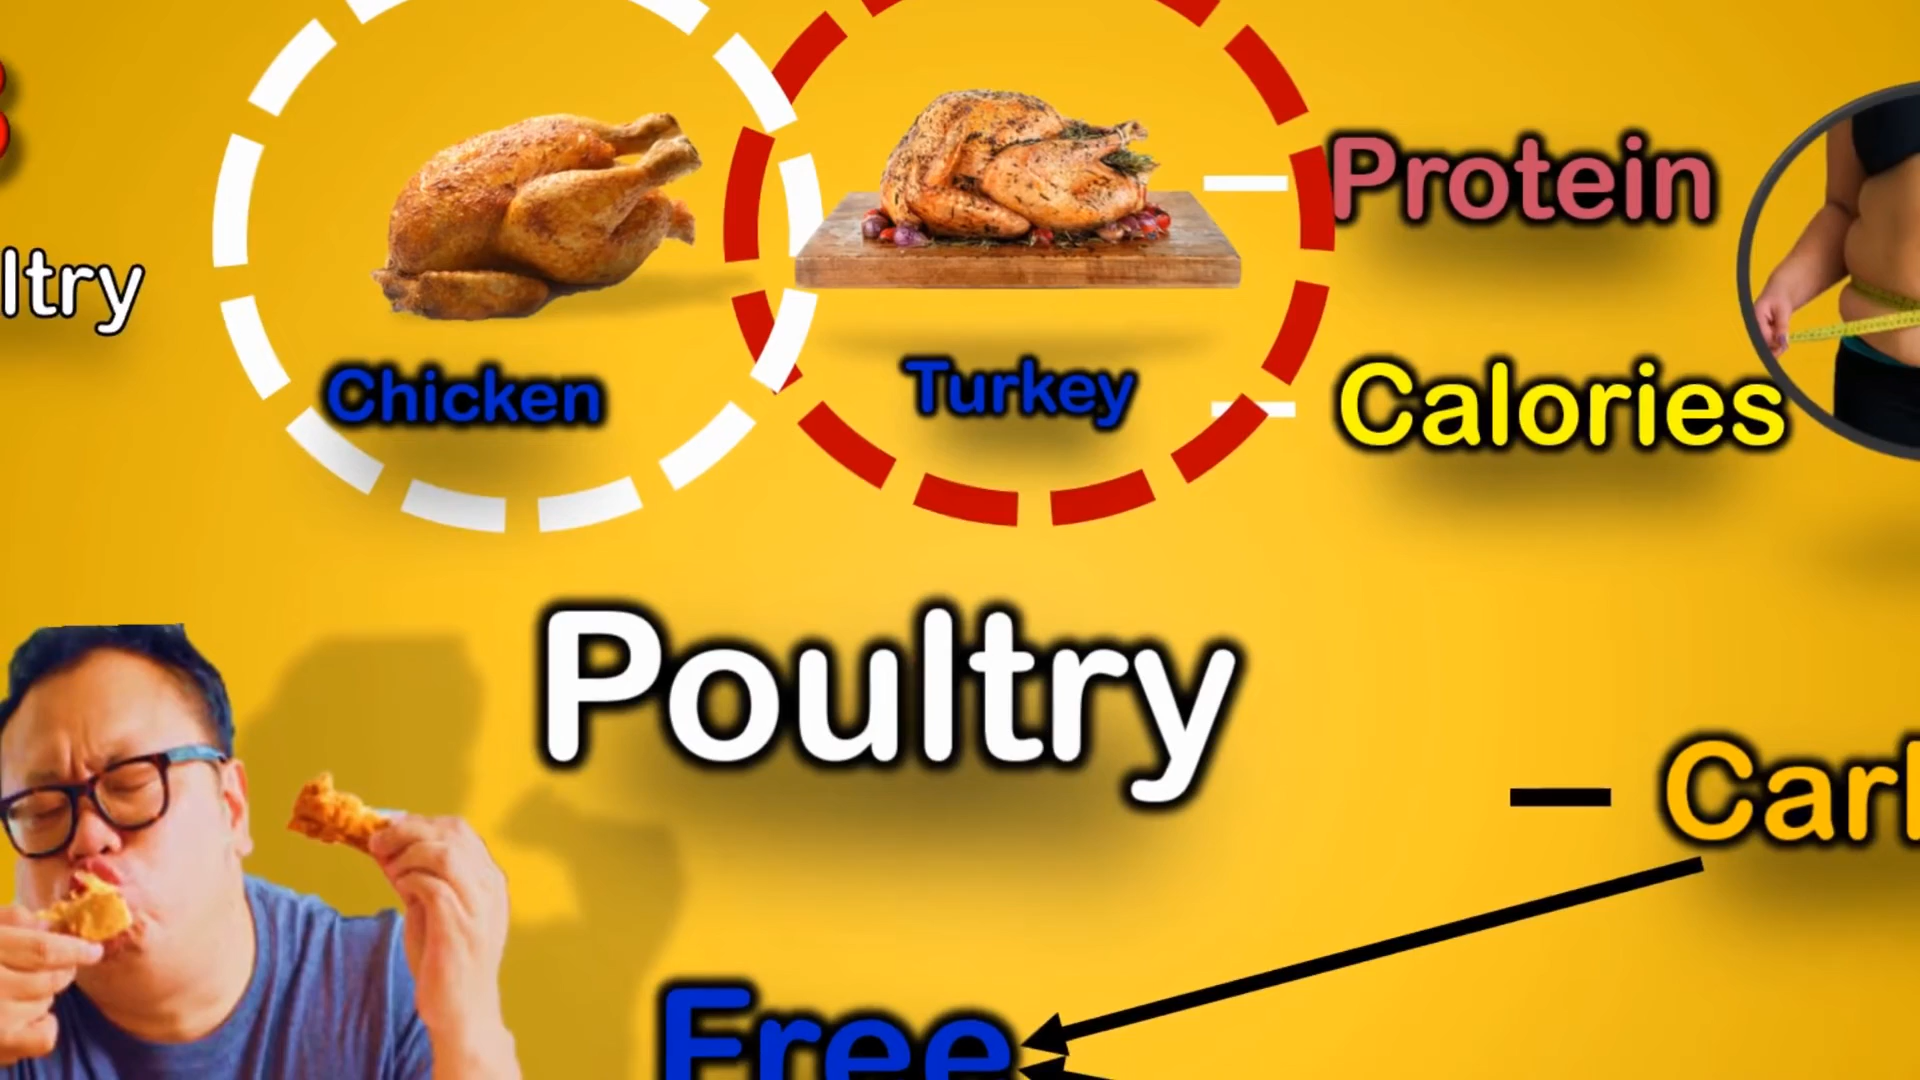 ltry
Chicken
Turkey
Protein
Calories
Poultry
Free